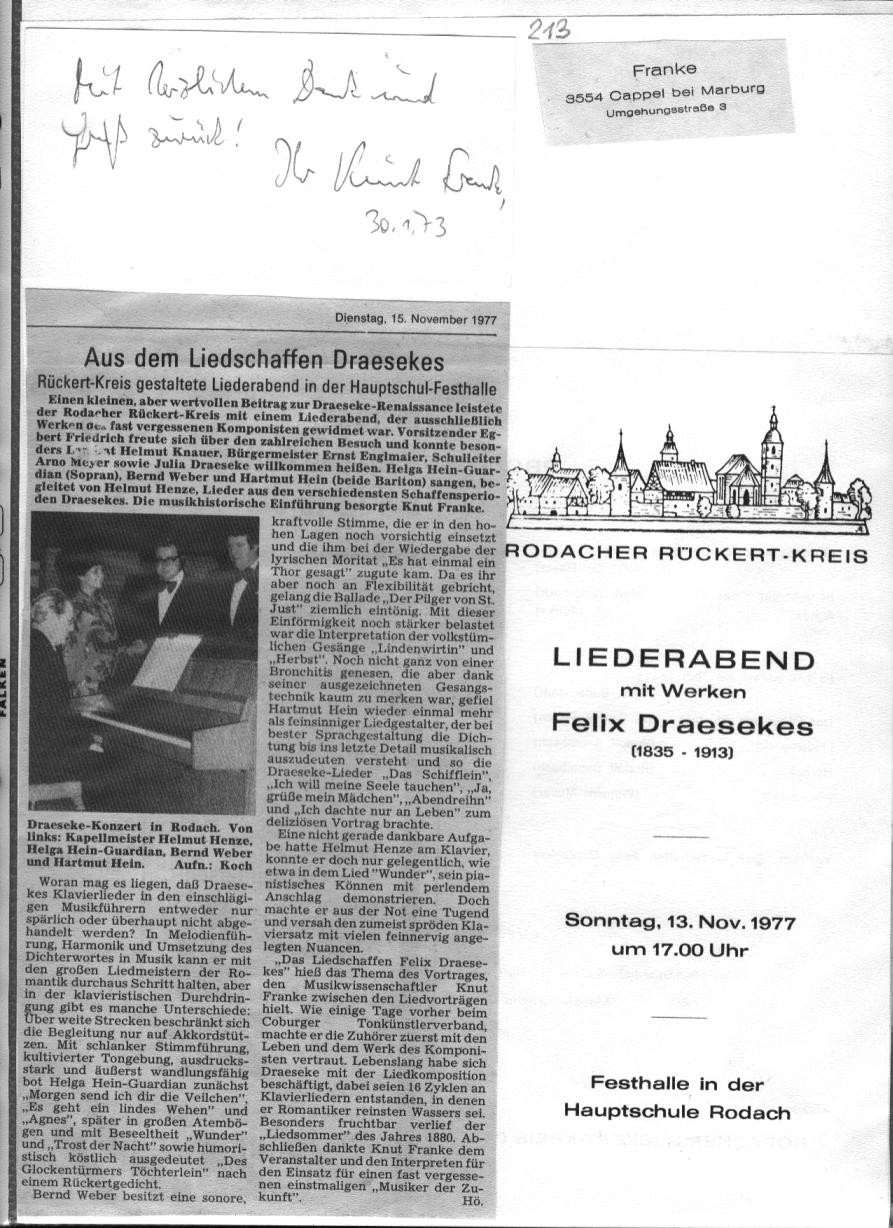 213
Mit herzlichem Dank und
Gruß zurück!
Ihr Knut Franke,
30.1.73
Franke
3554 Cappel bei Marburg
Umgehungsstraße 3
Dienstag, 15. November 1977
Aus dem Liedschaffen Draesekes
Rückert-Kreis gestaltete Liederabend in der Hauptschul-Festhalle
Einen kleinen, aber wertvollen Beitrag zur Draeseke-Renaissance leistete
der Rodacher Rückert-Kreis mit einem Liederabend, der ausschließlich
Werken des fast vergessenen Komponisten gewidmet war. Vorsitzender Eg-
bert Friedrich freute sich über den zahlreichen Besuch und konnte beson-
ders Helmut Knauer, Bürgermeister Ernst Englmaier, Schulleiter
Arno Meyer sowie Julia Draeseke willkommen heißen. Helga Hein-Guar-
dian (Sopran), Bernd Weber und Hartmut Hein (beide Bariton) sangen, be-
gleitet von Helmut Henze, Lieder aus den verschiedensten Schaffensperio-
den Draesekes. Die musikhistorische Einführung besorgte Knut Franke.
Draeseke-Konzert in Rodach. Von
links: Kapellmeister Helmut Henze,
Helga Hein-Guardian, Bernd Weber
und Hartmut Hein. Aufn.: Koch
Woran mag es liegen, daß Draese-
kes Klavierlieder in den einschlägi-
gen Musikführern entweder nur
spärlich oder überhaupt nicht abge-
handelt werden? In Melodienfüh-
rung, Harmonik und Umsetzung des
Dichterwortes in Musik kann er mit
den großen Liedmeistern der Ro-
mantik durchaus Schritt halten, aber
in der klavieristischen Durchdrin-
gung gibt es manche Unterschiede:
Über weite Strecken beschränkt sich
die Begleitung nur auf Akkordstüt-
zen. Mit schlanker Stimmführung,
kultivierter Tongebung, ausdrucks-
stark und äußerst wandlungsfähig
bot Helga Hein-Guardian zunächst
„Morgen send ich dir die Veilchen",
„Es geht ein lindes Wehen" und
„Agnes", später in großen Atembö-
gen und mit Beseeltheit „Wunder"
und „Trost der Nacht" sowie humori-
stisch köstlich ausgedeutet „Des
Glockentürmers Töchterlein" nach
einem Rückertgedicht.
Bernd Weber besitzt eine sonore,
kraftvolle Stimme, die er in den ho-
hen Lagen noch vorsichtig einsetzt
und die ihm bei der Wiedergabe der
lyrischen Moritat „Es hat einmal ein
Thor gesagt" zugute kam. Da es ihr
aber noch an Flexibilität gebricht,
gelang die Ballade „Der Pilger von St.
Just" ziemlich eintönig. Mit dieser
Einförmigkeit noch stärker belastet
war die Interpretation der volkstüm-
lichen Gesänge „Lindenwirtin" und
„Herbst". Noch nicht ganz von einer
Bronchitis genesen, die aber dank
seiner ausgezeichneten Gesangs-
technik kaum zu merken war, gefiel
Hartmut Hein wieder einmal mehr
als feinsinniger Liedgestalter, der bei
bester Sprachgestaltung die Dich-
tung bis ins letzte Detail musikalisch
auszudeuten versteht und so die
Draeseke-Lieder „Das Schifflein",
„Ich will meine Seele tauchen", „Ja,
grüße mein Mädchen", „Abendreihn"
und „Ich dachte nur an Leben" zum
deliziösen Vortrag brachte.
Eine nicht gerade dankbare Aufga-
be hatte Helmut Henze am Klavier,
konnte er doch nur gelegentlich, wie
etwa in dem Lied "Wunder", sein pia-
nistisches Können mit perlendem
Anschlag demonstrieren. Doch
machte er aus der Not eine Tugend
und versah den zumeist spröden Kla-
viersatz mit vielen feinnervig ange-
legten Nuancen.
„Das Liedschaffen Felix Draese-
kes" hieß das Thema des Vortrages,
den Musikwissenschaftler Knut
Franke zwischen den Liedvorträgen
hielt. Wie einige Tage vorher beim
Coburger Tonkünstlerverband,
machte er die Zuhörer zuerst mit den
Leben und dem Werk des Komponi-
sten vertraut. Lebenslang habe sich
Draeseke mit der Liedkomposition
beschäftigt, dabei seien 16 Zyklen an
Klavierliedern entstanden, in denen
er Romantiker reinsten Wassers sei.
Besonders fruchtbar verlief der
„Liedsommer" des Jahres 1880. Ab-
schließen dankte Knut Franke dem
Veranstalter und den Interpreten für
den Einsatz für einen fast vergesse-
nen einstmaligen „Musiker der Zu-
kunft". Hö.
RODACHER RÜCKERT-KREIS
LIEDERABEND
mit Werken
Felix Draesekes
(1835 - 1913)
Sonntag, 13. Nov. 1977
um 17.00 Uhr
Festhalle in der
Hauptschule Rodach
FALKEN